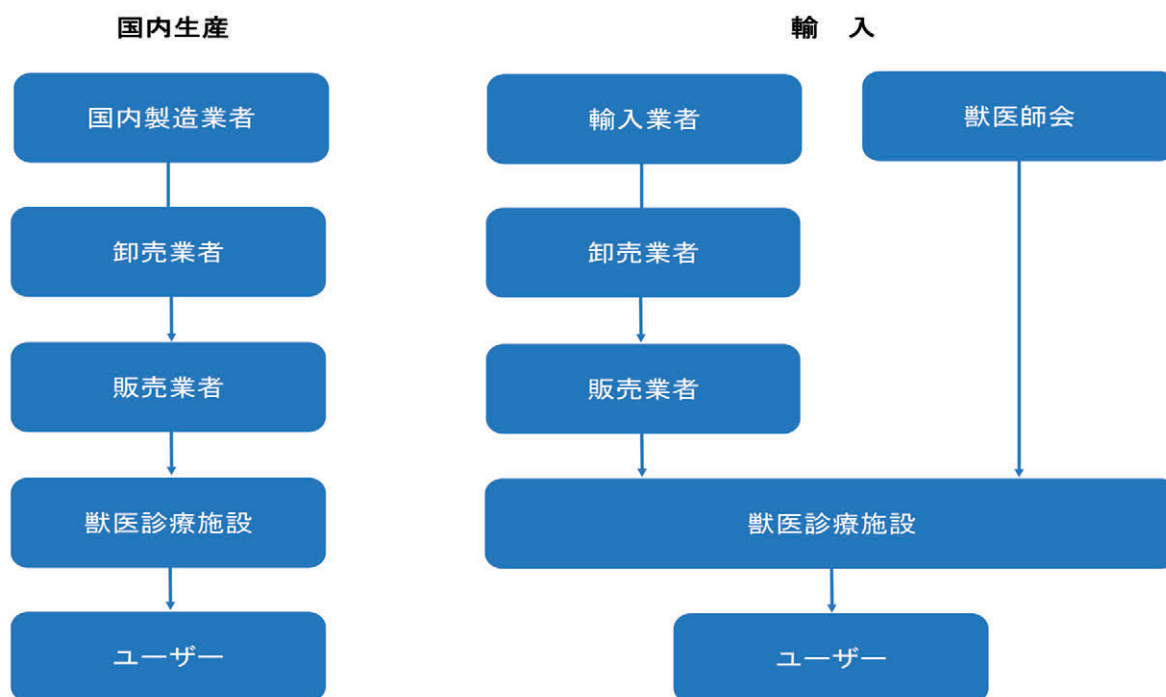 国内生産
国内製造業者
卸売業者
販売業者
獣医診療施設
ユーザー
輸　入
輸入業者
獣医師会
卸売業者
販売業者
獣医診療施設
ユーザー